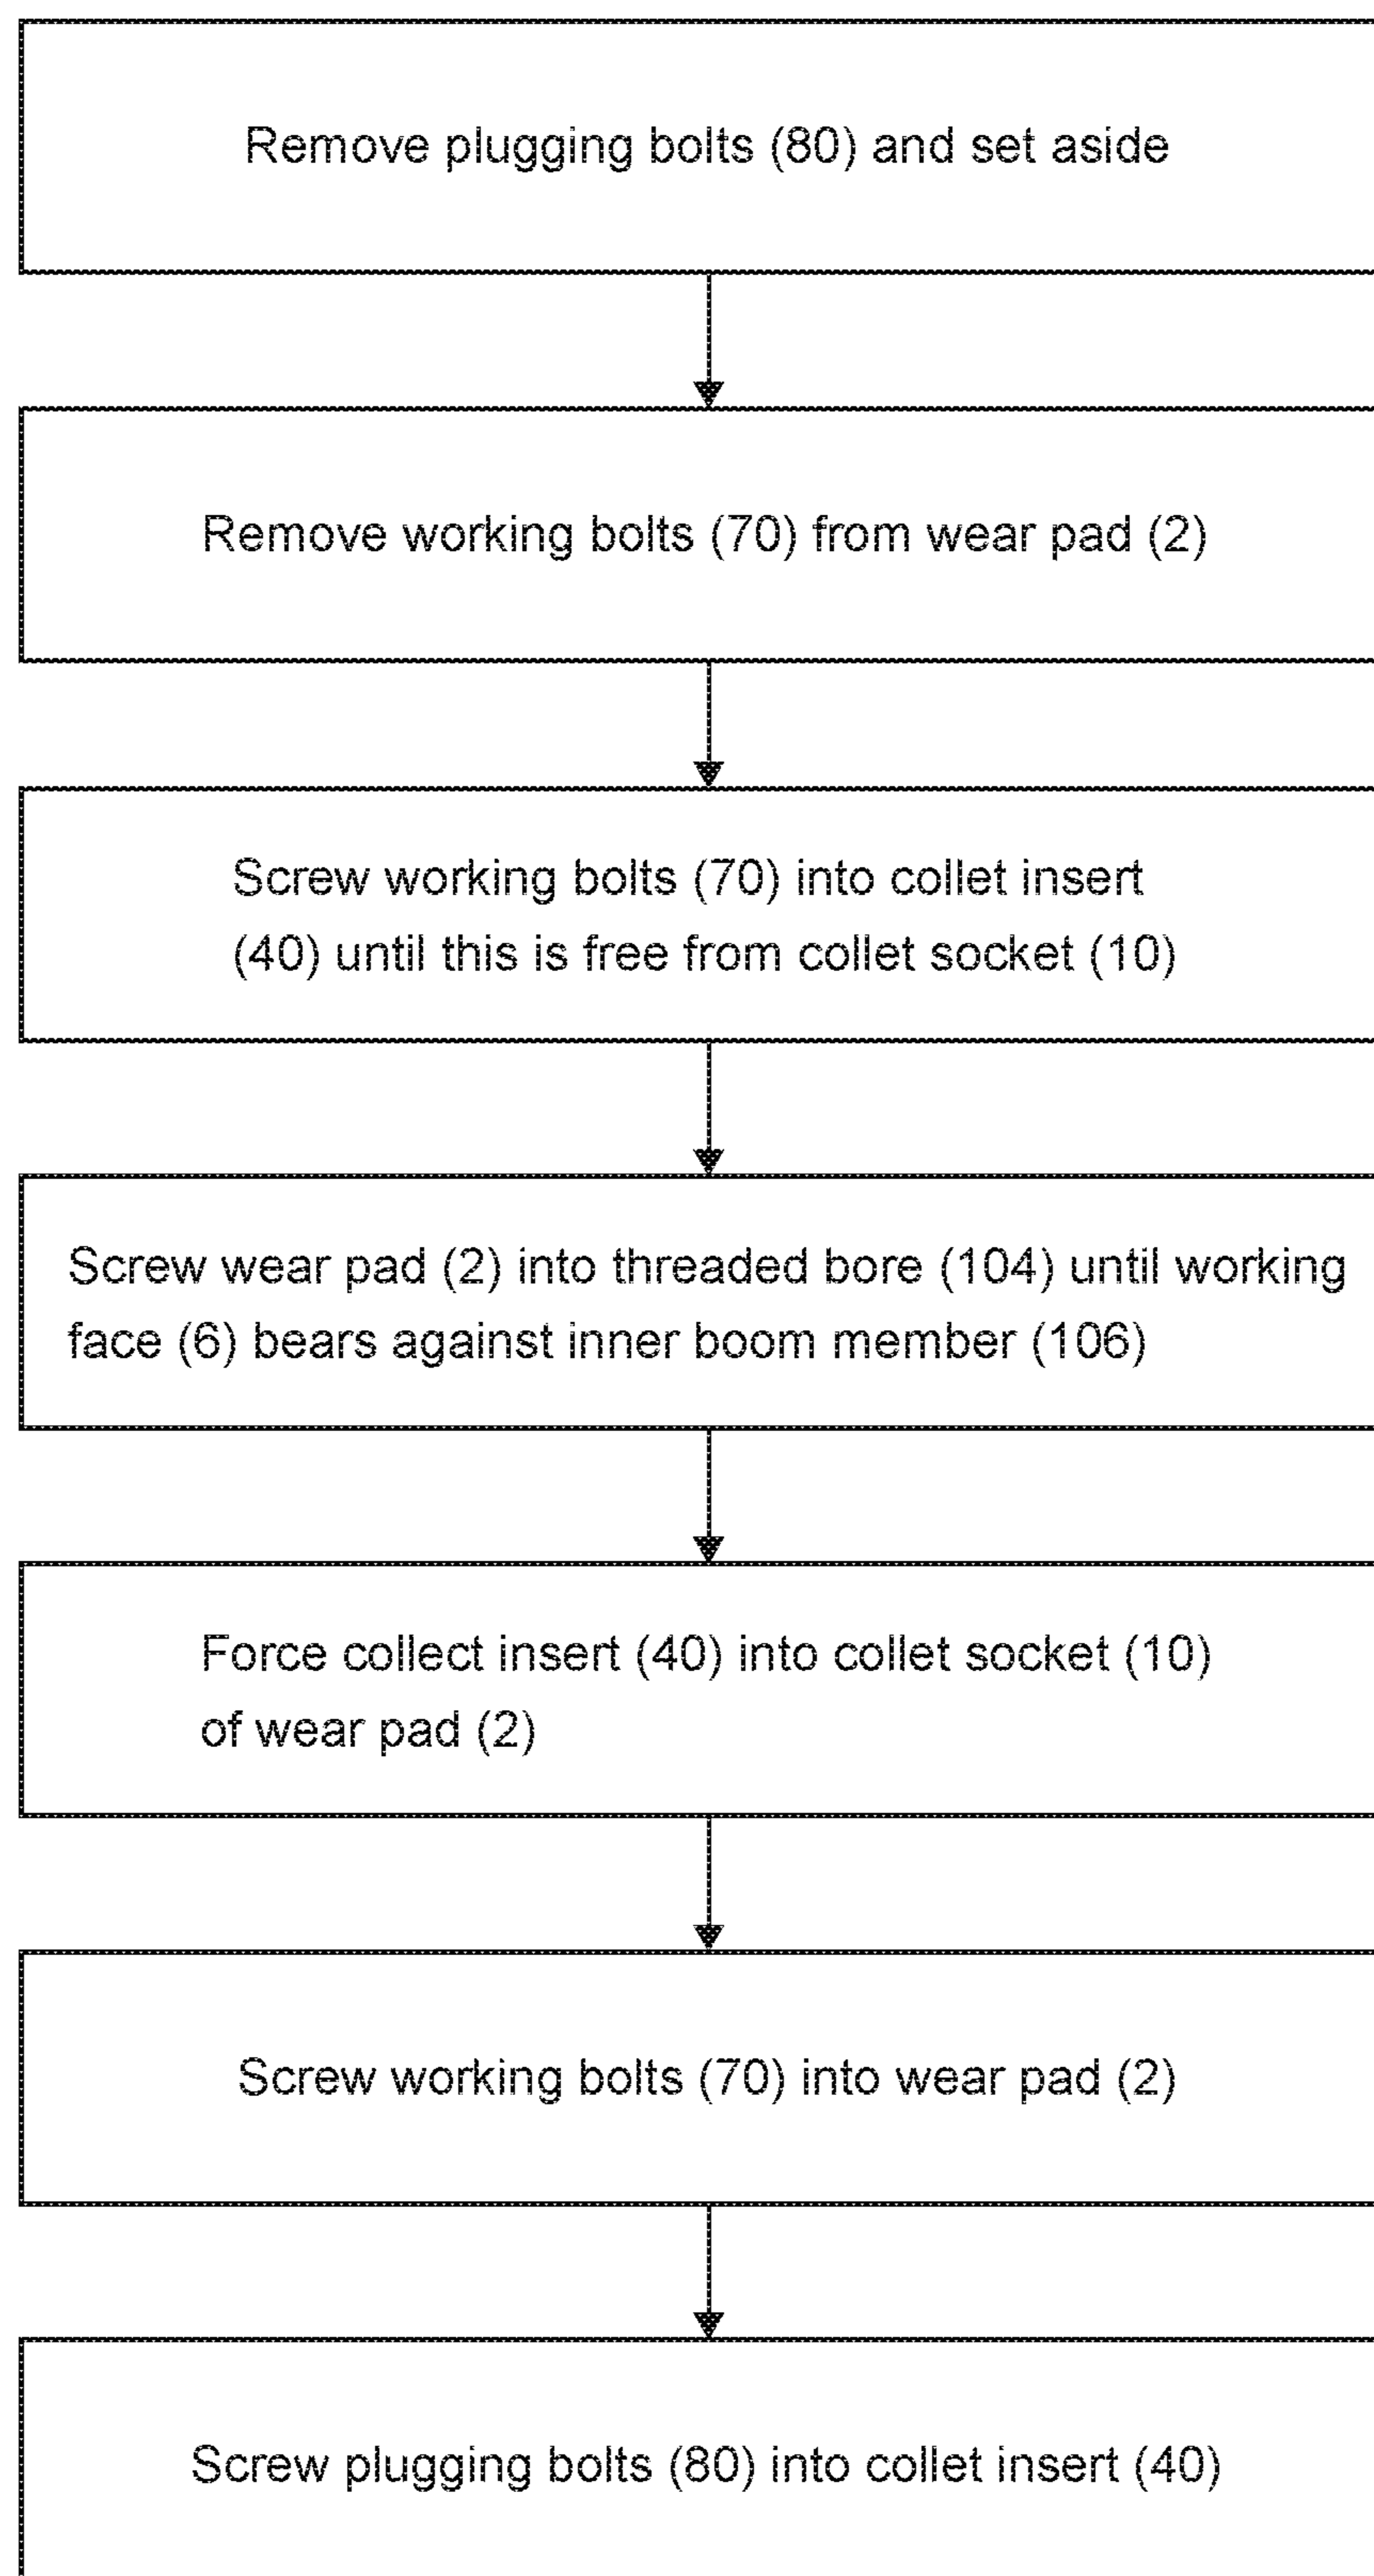 Remove plugging bolts (80) and set aside
Remove working bolts (70) from wear pad (2)
Screw working bolts (70) into collet insert
(40) until this is free from collet socket (10)
Screw wear pad (2) into threaded bore (104) until working
face (6) bears against inner boom member (106)
Force collect insert (40) into collet socket (10)
of wear pad (2)
Screw working bolts (70) into wear pad (2)
Screw plugging bolts (80) into collet insert (40)